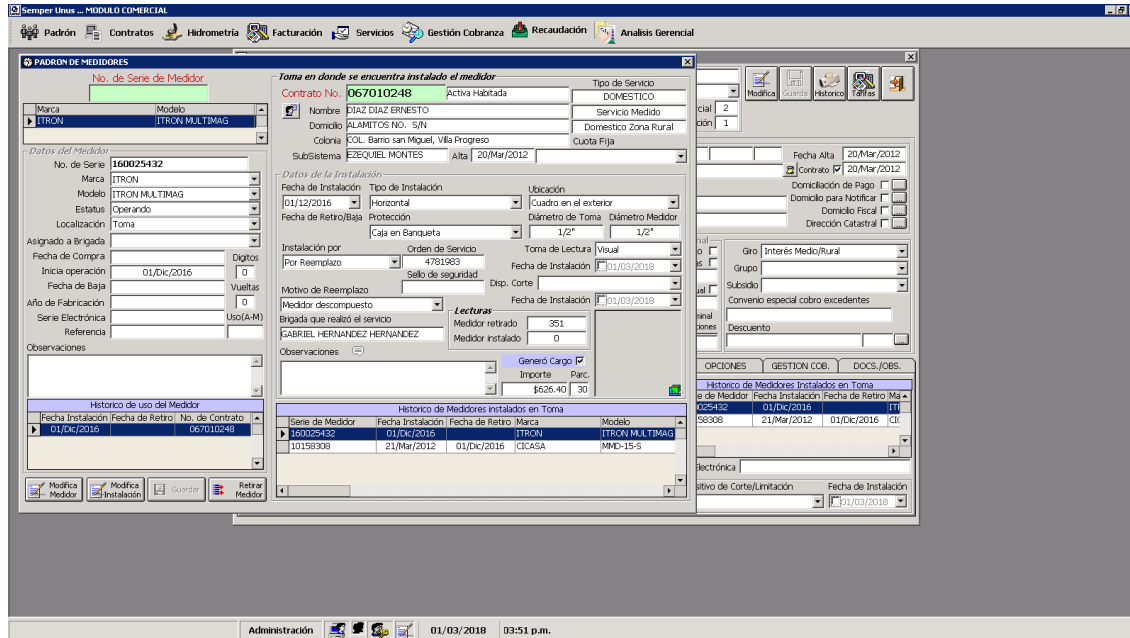 Semper Unus ... MODULO COMERCIAL
Padrón Contratos Hidrometría Facturación Servicios Gestión Cobranza Recaudación Analisis Gerencial
PADRON DE MEDIDORES
No. de Serie de Medidor
Marca Modelo
ITRON ITRON MULTIMAG
Datos del Medidor
No. de Serie 160025432
Marca ITRON
Modelo ITRON MULTIMAG
Estatus Operando
Localización Toma
Asignado a Brigada
Fecha de Compra Digitos
Inicia operación 01/Dic/2016 0
Fecha de Baja Vueltas
Año de Fabricación 0
Serie Electrónica Uso(A-M)
Referencia
Observaciones
Historico de uso del Medidor
Fecha Instalación Fecha de Retiro No. de Contrato
01/Dic/2016 067010248
Modifica Medidor Modifica Instalación Guardar Retirar Medidor
Toma en donde se encuentra instalado el medidor
Contrato No. 067010248 Activa Habitada
Nombre DIAZ DIAZ ERNESTO
Domicilio ALAMITOS NO. S/N
Colonia COL. Barrio san Miguel, Villa Progreso
SubSistema EZEQUIEL MONTES Alta 20/Mar/2012
Tipo de Servicio
DOMESTICO
Servicio Medido
Domestico Zona Rural
Cuota Fija
Datos de la Instalación
Fecha de Instalación Tipo de Instalación Ubicación
01/12/2016 Horizontal Cuadro en el exterior
Fecha de Retiro/Baja Protección Diámetro de Toma Diámetro Medidor
Caja en Banqueta 1/2" 1/2"
Instalación por Orden de Servicio Toma de Lectura Visual
Por Reemplazo 4781983 Fecha de Instalación 01/03/2018
Sello de seguridad
Motivo de Reemplazo Disp. Corte
Medidor descompuesto Fecha de Instalación 01/03/2018
Brigada que realizó el servicio
GABRIEL HERNANDEZ HERNANDEZ
Lecturas
Medidor retirado 351
Medidor instalado 0
Observaciones
Generó Cargo
Importe Parc.
$626.40 30
Historico de Medidores instalados en Toma
Serie de Medidor Fecha Instalación Fecha de Retiro Marca Modelo
160025432 01/Dic/2016 ITRON ITRON MULTIMAG
10158308 21/Mar/2012 01/Dic/2016 CICASA MMD-15-S
Modifica Guarda Historico Tarifas
cial 2
ción 1
Fecha Alta 20/Mar/2012
Contrato 20/Mar/2012
Domiciliación de Pago
Domicilio para Notificar
Domicilio Fiscal
Dirección Catastral
Giro Interés Medio/Rural
Grupo
Subsidio
Convenio especial cobro excedentes
Descuento
OPCIONES GESTION COB. DOCS./OBS.
Historico de Medidores Instalados en Toma
e de Medidor Fecha Instalación Fecha de Retiro Ma
0025432 01/Dic/2016 ITI
58308 21/Mar/2012 01/Dic/2016 CIC
lectrónica
sitivo de Corte/Limitación Fecha de Instalación
01/03/2018
Administración 01/03/2018 03:51 p.m.